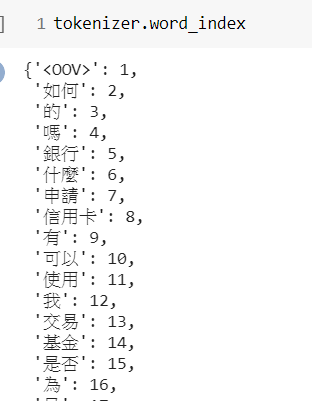 1 tokenizer.word_index
{'<OOV>': 1,
'如何': 2,
'的': 3,
'嗎': 4,
'銀行': 5,
'什麼': 6,
'申請': 7,
'信用卡': 8,
'有': 9,
'可以': 10,
'使用': 11,
'我': 12,
'交易': 13,
'基金': 14,
'是否': 15,
'為': 16,